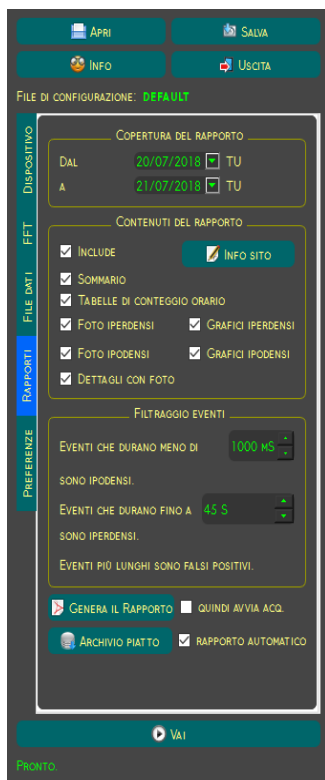 Apri
Salva
Info
Uscita
File di configurazione: DEFAULT
Dispositivo
FFT
File dati
Rapporti
Preferenze
Copertura del rapporto
Dal 20/07/2018 TU
a 21/07/2018 TU
Contenuti del rapporto
Include
Info sito
Sommario
Tabelle di conteggio orario
Foto iperdensi
Grafici iperdensi
Foto ipodensi
Grafici ipodensi
Dettagli con foto
Filtraggio eventi
Eventi che durano meno di 1000 mS
sono ipodensi.
Eventi che durano fino a 45 S
sono iperdensi.
Eventi più lunghi sono falsi positivi.
Genera il Rapporto
quindi avvia acq.
Archivio piatto
rapporto automatico
Vai
Pronto.